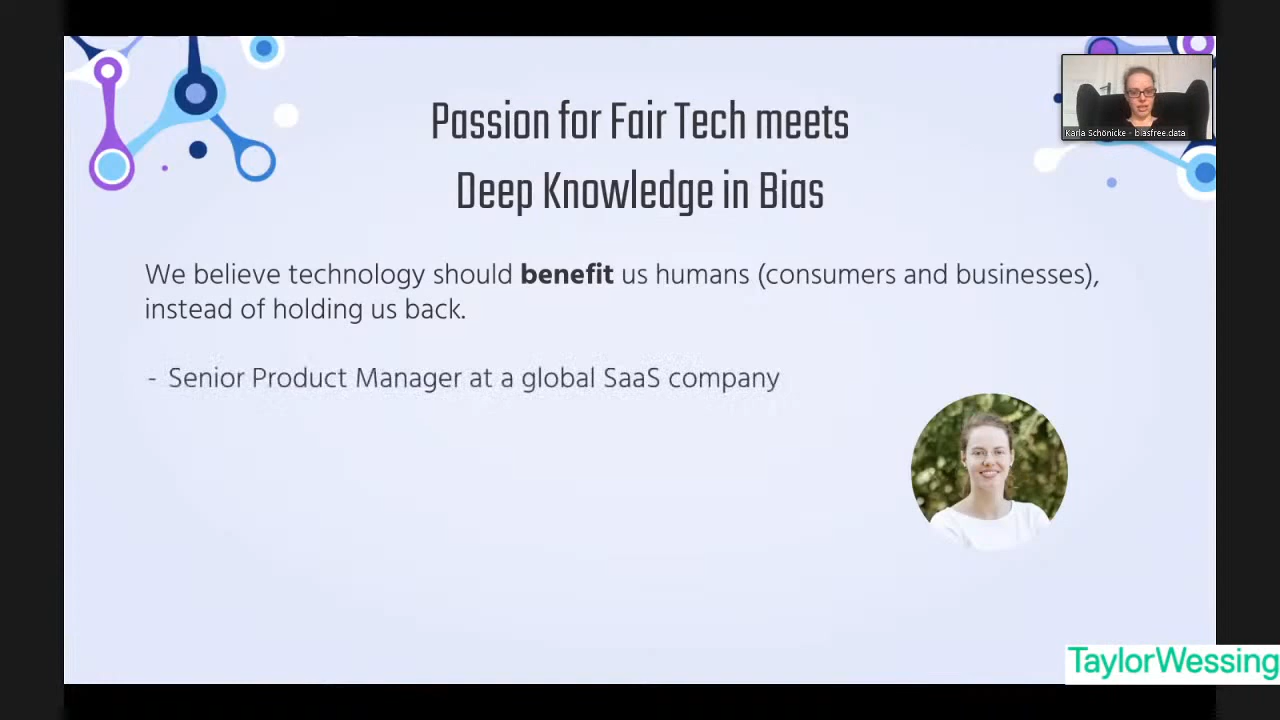 Passion for Fair Tech meets
Deep Knowledge in Bias
Karla Schönicke - biasfree.data
We believe technology should benefit us humans (consumers and businesses),
instead of holding us back.
- Senior Product Manager at a global SaaS company
TaylorWessing